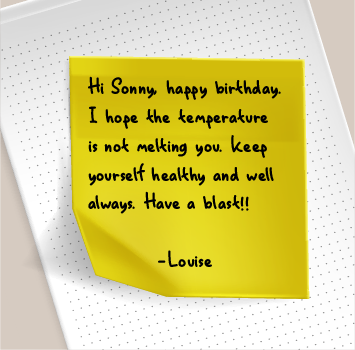 Hi Sonny, happy birthday.
I hope the temperature
is not melting you. Keep
yourself healthy and well
always. Have a blast!!
-Louise